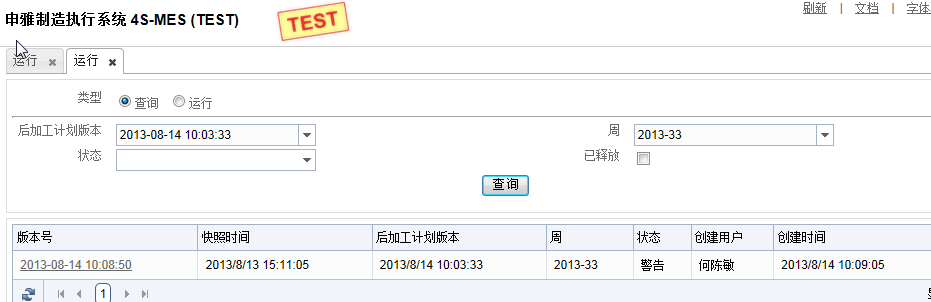 申雅制造执行系统 4S-MES (TEST)
TEST
刷新 | 文档 | 字体
运行 × 运行 ×
类型 查询 运行
后加工计划版本 2013-08-14 10:03:33 周 2013-33
状态 已释放
查询
版本号 快照时间 后加工计划版本 周 状态 创建用户 创建时间
2013-08-14 10:08:50 2013/8/13 15:11:05 2013/8/14 10:03:33 2013-33 警告 何陈敏 2013/8/14 10:09:05
1